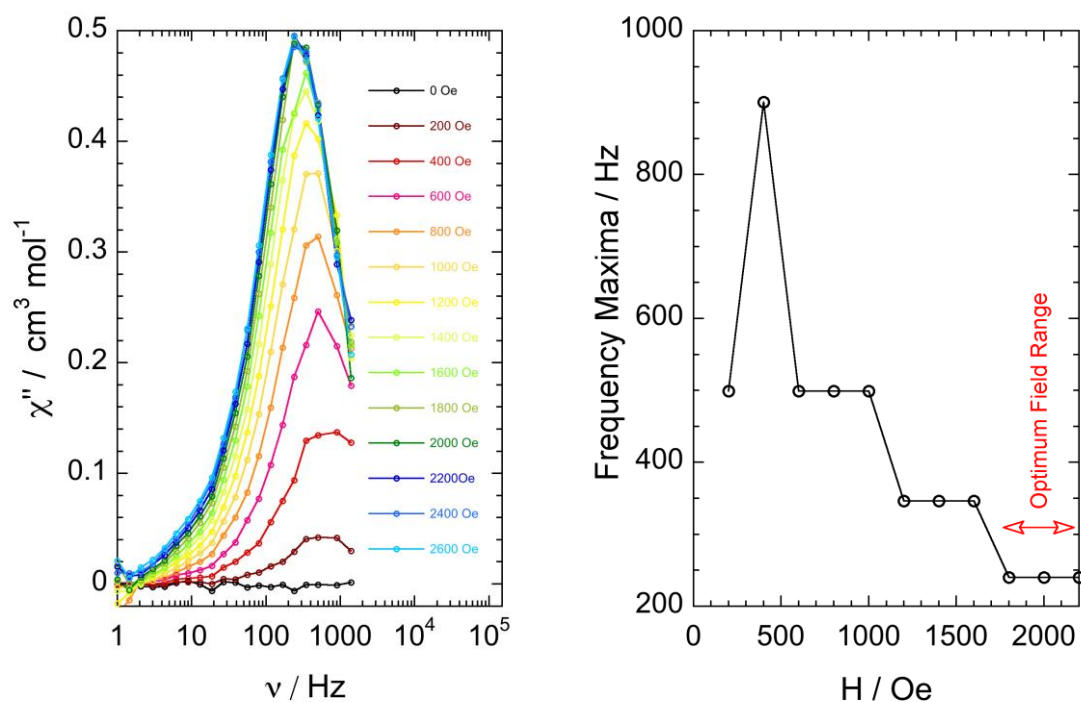 0.5
0.4
0.3
0.2
0.1
0
χ'' / cm³ mol⁻¹
1
10
100
1000
10⁴
10⁵
ν / Hz
0 Oe
200 Oe
400 Oe
600 Oe
800 Oe
1000 Oe
1200 Oe
1400 Oe
1600 Oe
1800 Oe
2000 Oe
2200Oe
2400 Oe
2600 Oe
1000
800
600
400
200
Frequency Maxima / Hz
0
500
1000
1500
2000
H / Oe
Optimum Field Range